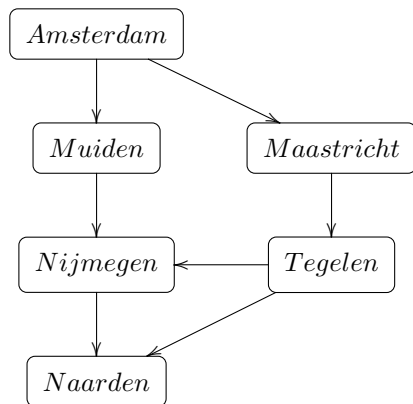 Amsterdam
Muiden
Maastricht
Nijmegen
Tegelen
Naarden